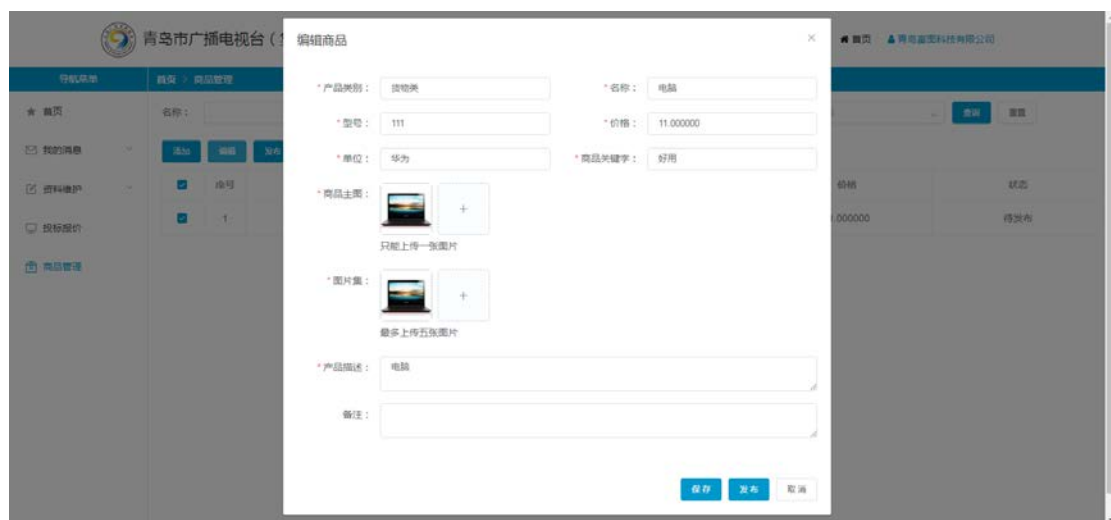 青岛市广播电视台（
首页
首页 > 商品管理
名称：
查询
重置
首页
我的消息
资料维护
投标报价
商品管理
添加
编辑
发布
序号
价格
状态
1
.000000
待发布
编辑商品
×
*产品类别： 货物类
*名称： 电脑
*型号： 111
*价格： 11.000000
*单位： 华为
*商品关键字： 好用
*商品主图：
+
只能上传一张图片
*图片集：
+
最多上传五张图片
*产品描述： 电脑
备注：
保存
发布
取消